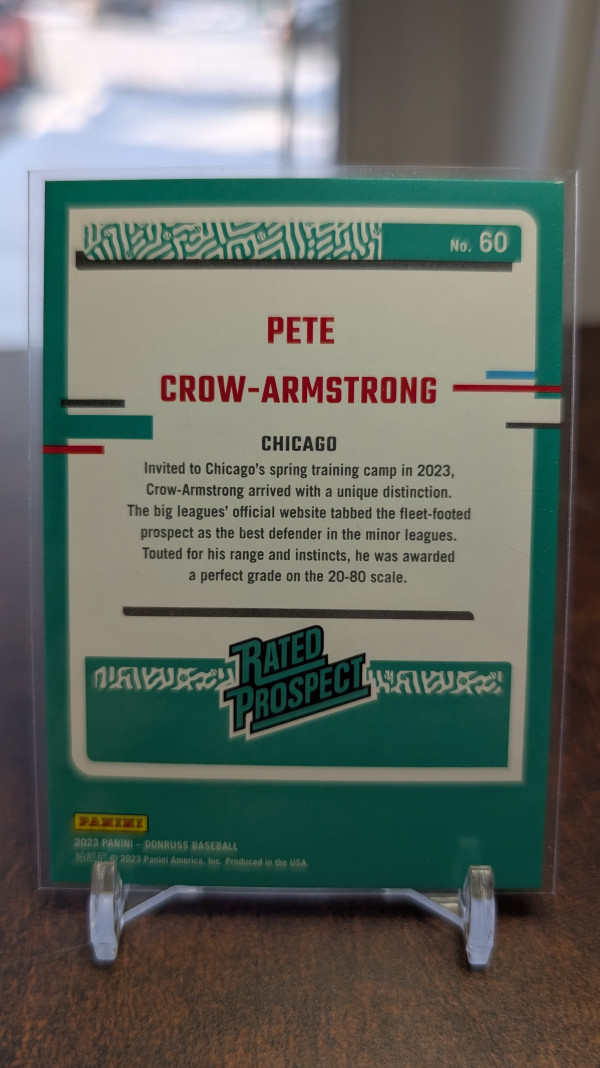 No. 60
PETE
CROW-ARMSTRONG
CHICAGO
Invited to Chicago's spring training camp in 2023,
Crow-Armstrong arrived with a unique distinction.
The big leagues' official website tabbed the fleet-footed
prospect as the best defender in the minor leagues.
Touted for his range and instincts, he was awarded
a perfect grade on the 20-80 scale.
RATED
PROSPECT
PANINI
2023 PANINI – DONRUSS BASEBALL
帕尼尼 © 2023 Panini America, Inc. Produced in the USA.